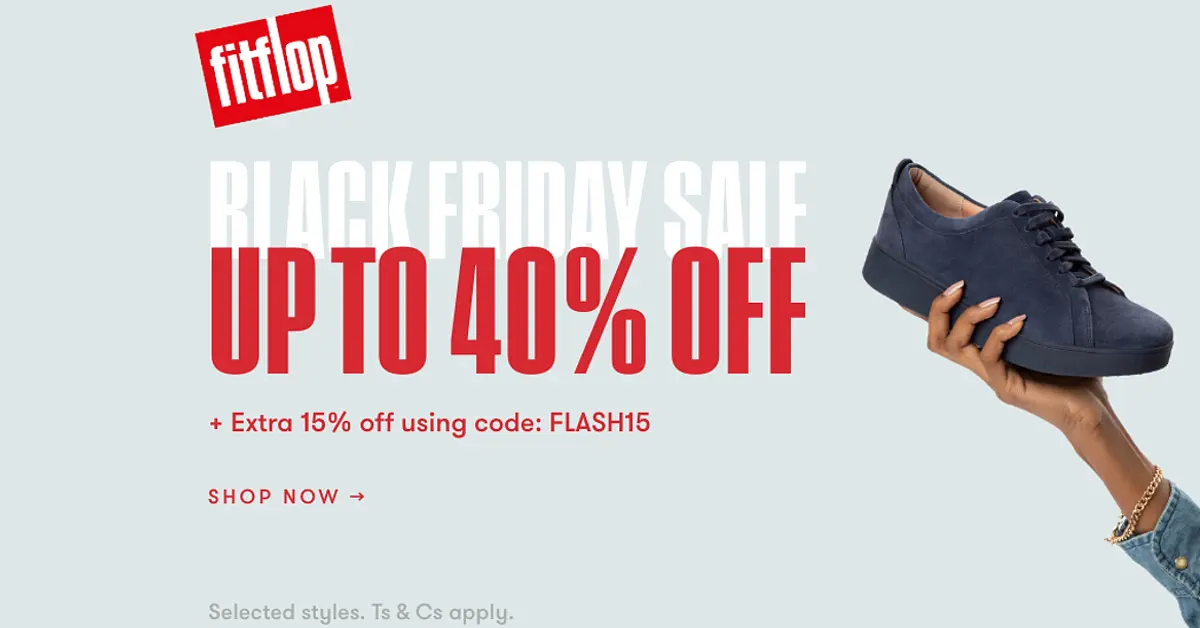 fitflop
BLACK FRIDAY SALE
UP TO 40% OFF
+ Extra 15% off using code: FLASH15
SHOP NOW →
Selected styles. Ts & Cs apply.